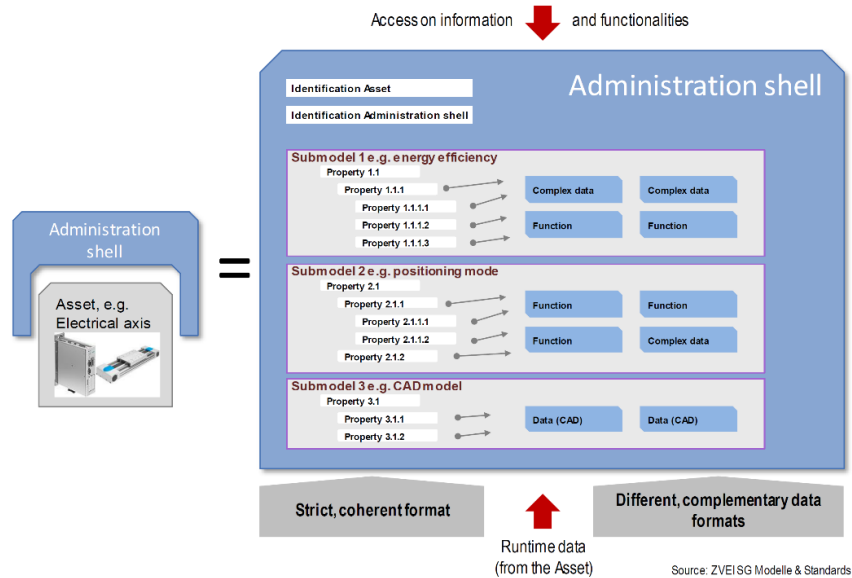 Access on information and functionalities
Administration shell
Identification Asset
Identification Administration shell
Submodel 1 e.g. energy efficiency
Property 1.1
Property 1.1.1
Property 1.1.1.1
Property 1.1.1.2
Property 1.1.1.3
Complex data
Complex data
Function
Function
Administration
shell
Asset, e.g.
Electrical axis
=
Submodel 2 e.g. positioning mode
Property 2.1
Property 2.1.1
Property 2.1.1.1
Property 2.1.1.2
Property 2.1.2
Function
Function
Function
Complex data
Submodel 3 e.g. CAD model
Property 3.1
Property 3.1.1
Property 3.1.2
Data (CAD)
Data (CAD)
Strict, coherent format
Different, complementary data
formats
Runtime data
(from the Asset)
Source: ZVEI SG Modelle & Standards